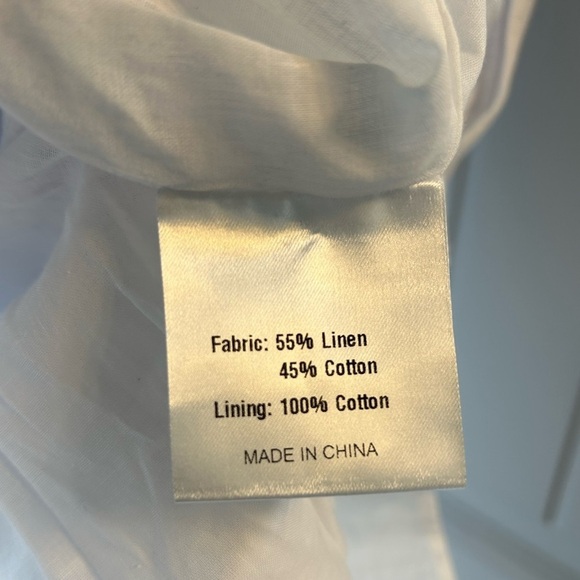 Fabric: 55% Linen
45% Cotton
Lining: 100% Cotton
MADE IN CHINA